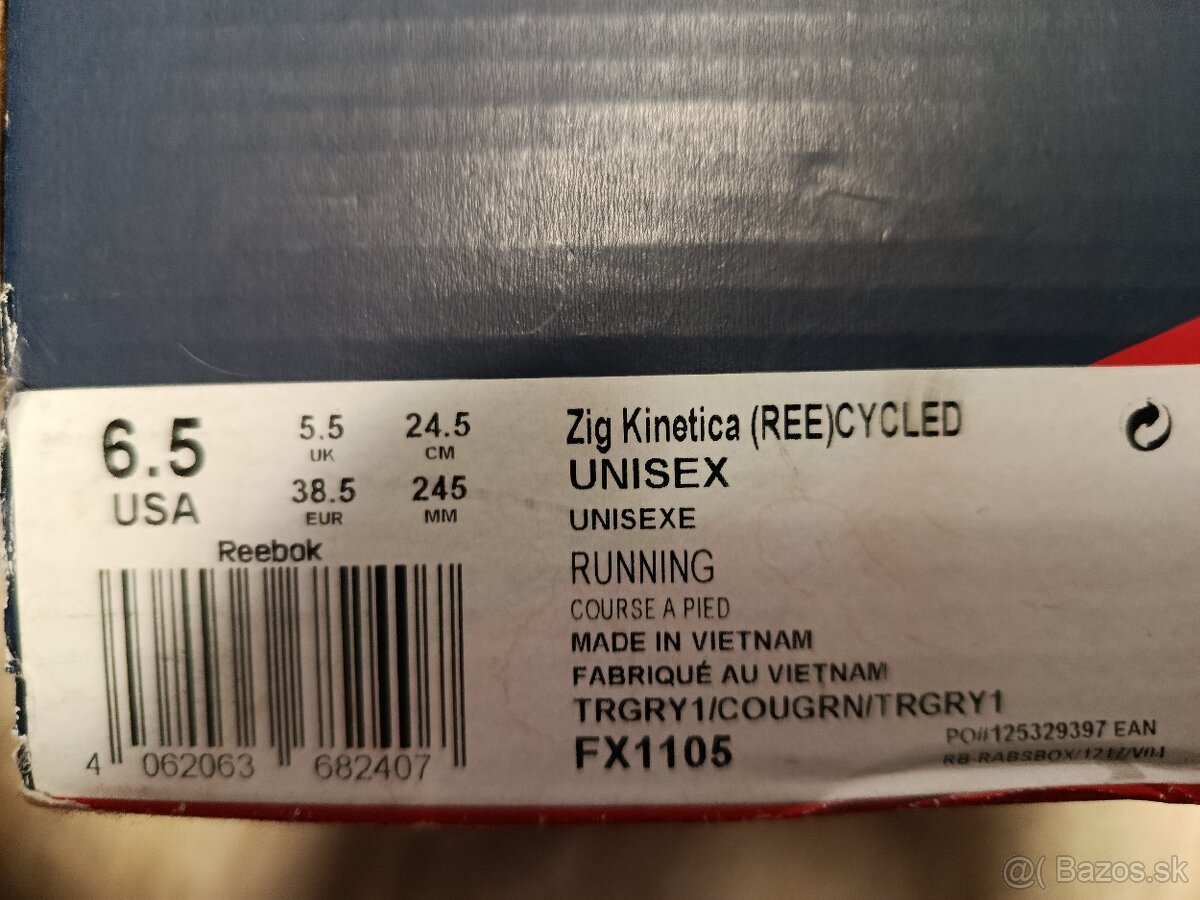 6.5
USA
5.5
UK
24.5
CM
38.5
EUR
245
MM
Reebok
4 062063 682407
Zig Kinetica (REE)CYCLED
UNISEX
UNISEXE
RUNNING
COURSE A PIED
MADE IN VIETNAM
FABRIQUÉ AU VIETNAM
TRGRY1/COUGRN/TRGRY1
FX1105
PO#125329397 EAN
@( Bazos.sk